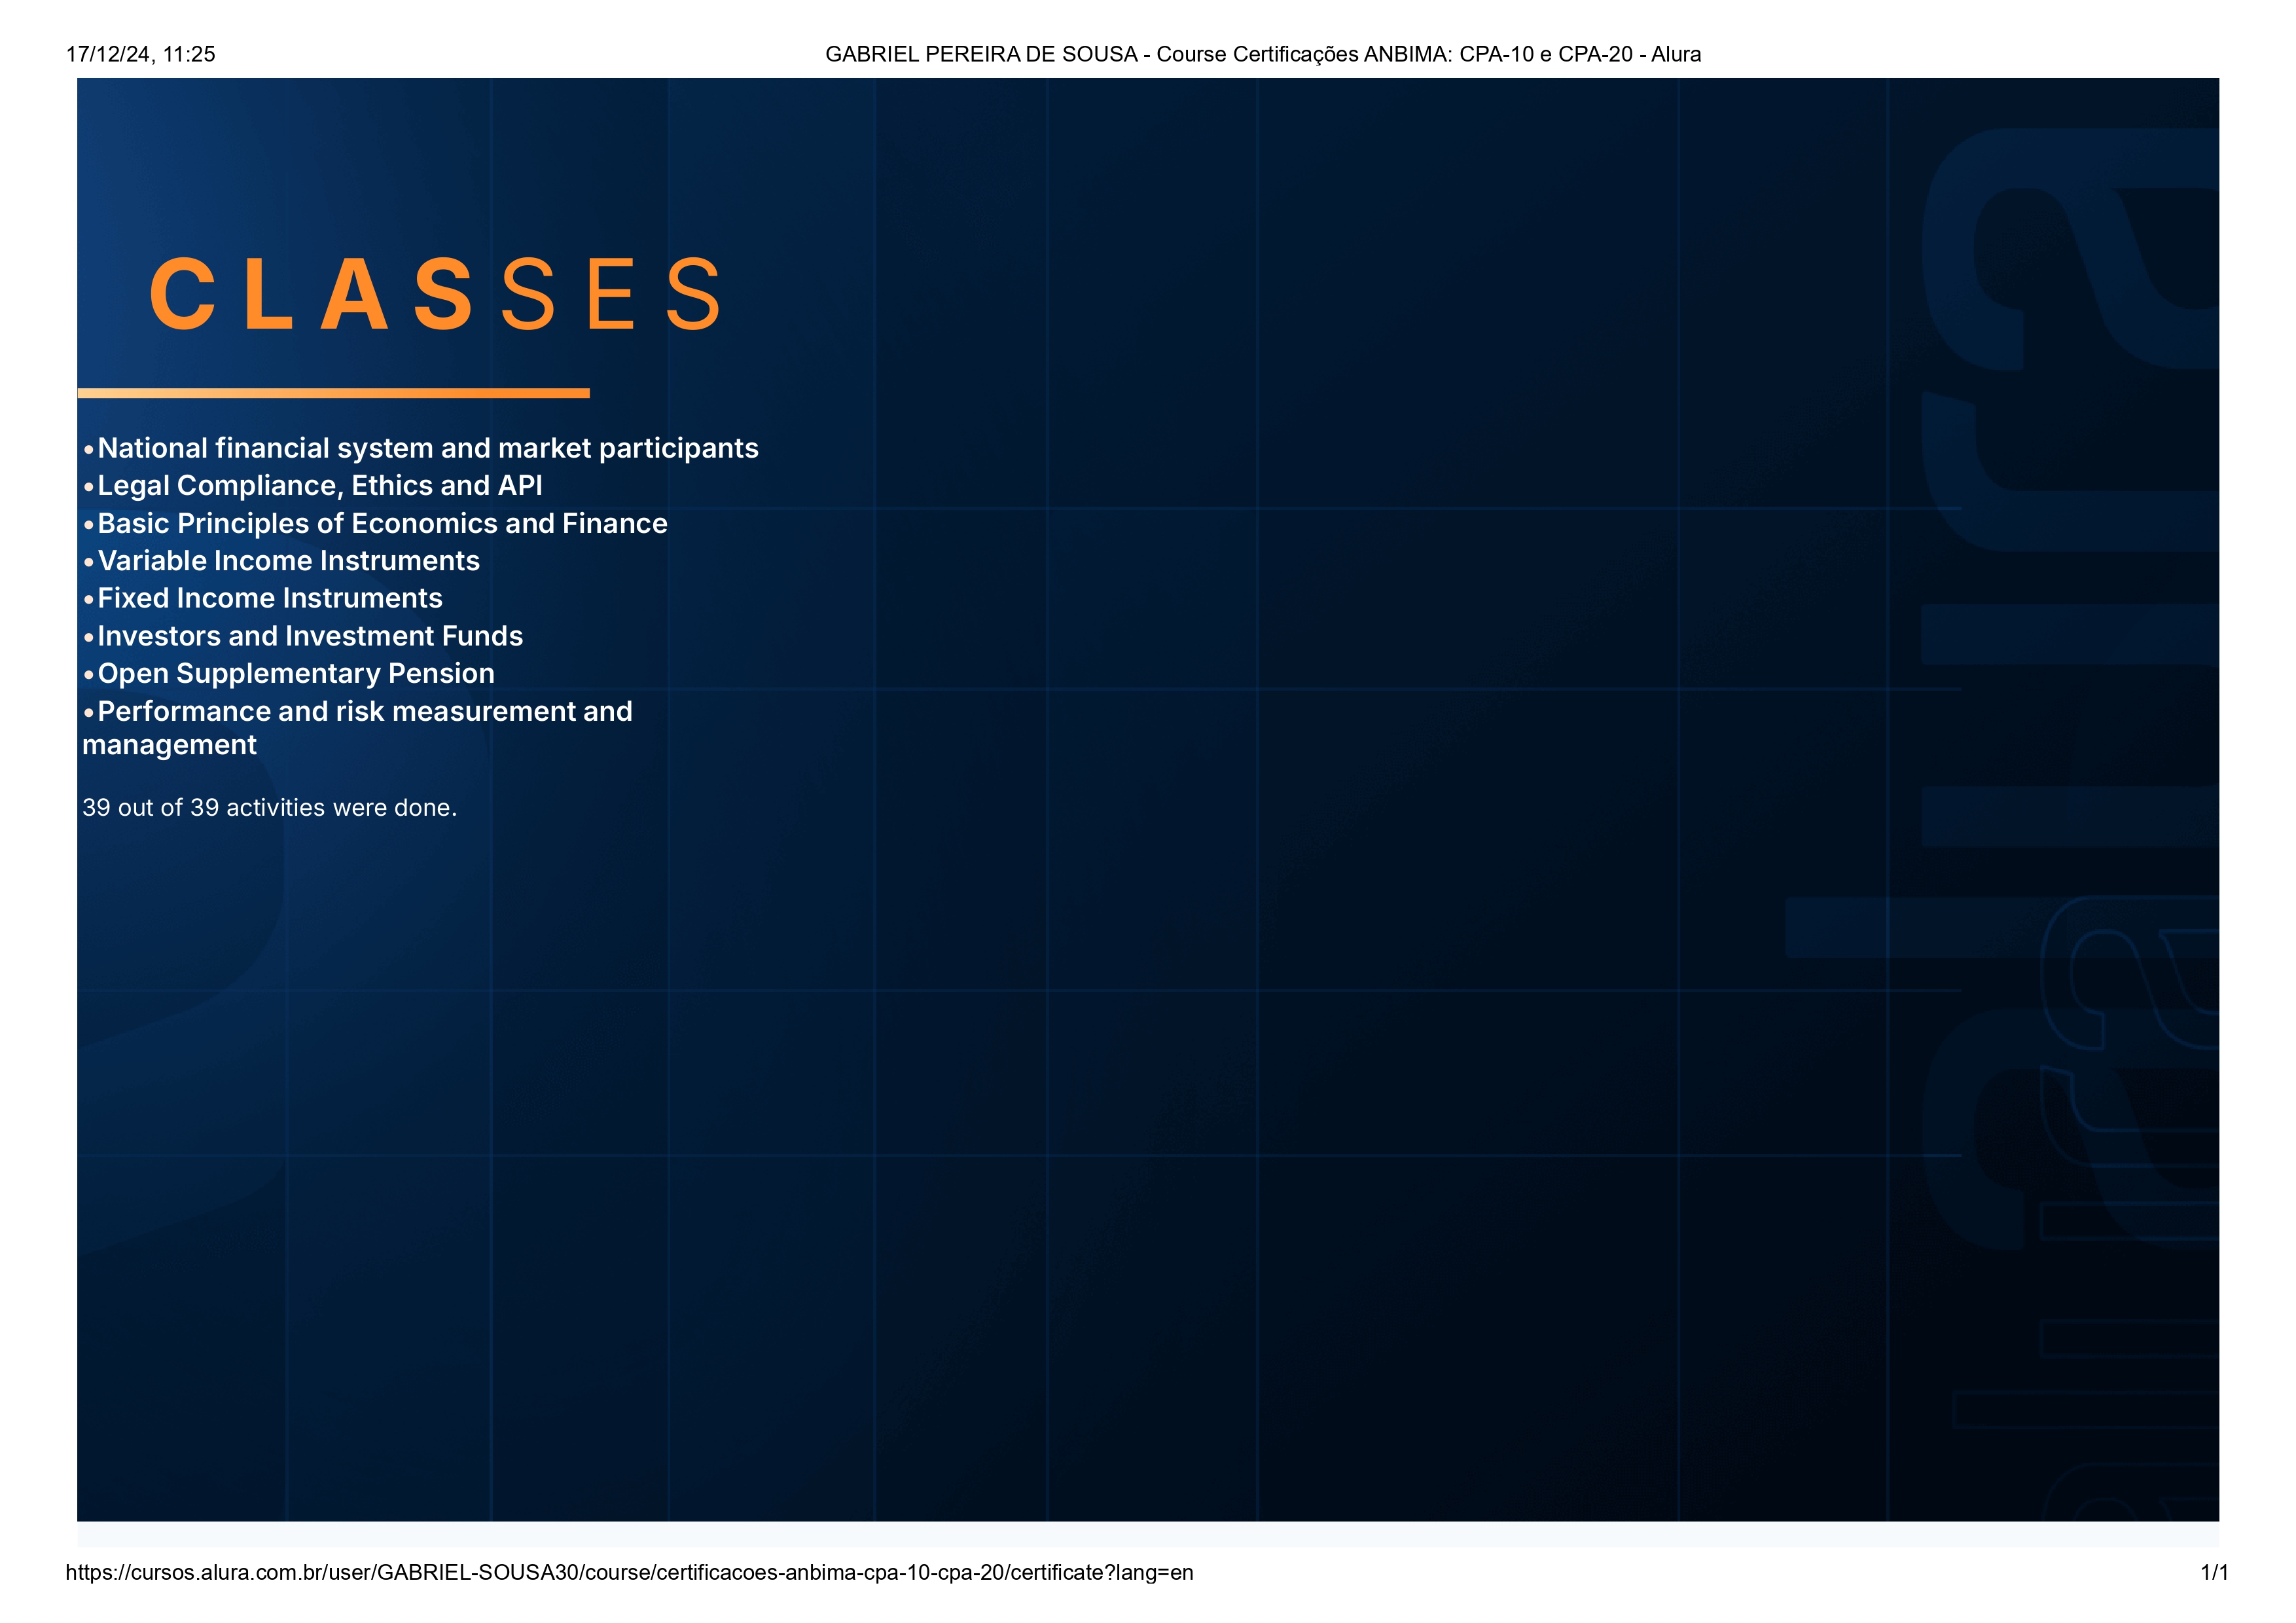 17/12/24, 11:25
GABRIEL PEREIRA DE SOUSA - Course Certificações ANBIMA: CPA-10 e CPA-20 - Alura
CLASSES
•National financial system and market participants
•Legal Compliance, Ethics and API
•Basic Principles of Economics and Finance
•Variable Income Instruments
•Fixed Income Instruments
•Investors and Investment Funds
•Open Supplementary Pension
•Performance and risk measurement and
management
39 out of 39 activities were done.
alura
alura
https://cursos.alura.com.br/user/GABRIEL-SOUSA30/course/certificacoes-anbima-cpa-10-cpa-20/certificate?lang=en
1/1